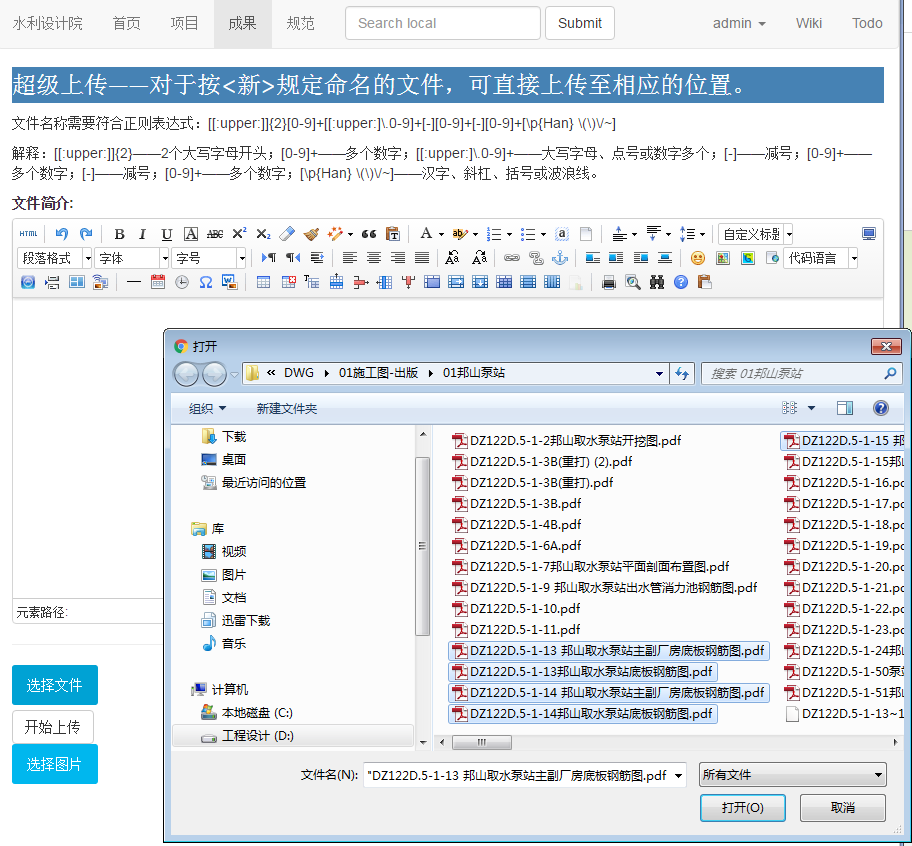 水利设计院 首页 项目 成果 规范 Search local Submit admin Wiki Todo
超级上传——对于按<新>规定命名的文件，可直接上传至相应的位置。
文件名称需要符合正则表达式：[[:upper:]]{2}[0-9]+[[:upper:]\.0-9]+[-][0-9]+[-][0-9]+[\p{Han} \(\)\/~]
解释：[[:upper:]]{2}——2个大写字母开头；[0-9]+——多个数字；[[:upper:]\.0-9]+——大写字母、点号或数字多个；[-]——减号；[0-9]+——
多个数字；[-]——减号；[0-9]+——多个数字；[\p{Han} \(\)\/~]——汉字、斜杠、括号或波浪线。
文件简介:
HTML B I U A ABC X² X₂ A ab a 自定义标题
段落格式 字体 字号 代码语言
元素路径:
选择文件
开始上传
选择图片
打开
« DWG 01施工图-出版 01邦山泵站 搜索 01邦山泵站
组织 新建文件夹
下载
桌面
最近访问的位置
库
视频
图片
文档
迅雷下载
音乐
计算机
本地磁盘 (C:)
工程设计 (D:)
DZ122D.5-1-2邦山取水泵站开挖图.pdf
DZ122D.5-1-3B(重打) (2).pdf
DZ122D.5-1-3B(重打).pdf
DZ122D.5-1-3B.pdf
DZ122D.5-1-4B.pdf
DZ122D.5-1-6A.pdf
DZ122D.5-1-7邦山取水泵站平面剖面布置图.pdf
DZ122D.5-1-9 邦山取水泵站出水管消力池钢筋图.pdf
DZ122D.5-1-10.pdf
DZ122D.5-1-11.pdf
DZ122D.5-1-13 邦山取水泵站主副厂房底板钢筋图.pdf
DZ122D.5-1-13邦山取水泵站底板钢筋图.pdf
DZ122D.5-1-14 邦山取水泵站主副厂房底板钢筋图.pdf
DZ122D.5-1-14邦山取水泵站底板钢筋图.pdf
DZ122D.5-1-15 邦
DZ122D.5-1-15邦
DZ122D.5-1-16.pd
DZ122D.5-1-17.pd
DZ122D.5-1-18.pd
DZ122D.5-1-19.pd
DZ122D.5-1-20.pd
DZ122D.5-1-21.pd
DZ122D.5-1-22.pd
DZ122D.5-1-23.pd
DZ122D.5-1-24邦
DZ122D.5-1-50泵
DZ122D.5-1-51邦
DZ122D.5-1-13~1
文件名(N): "DZ122D.5-1-13 邦山取水泵站主副厂房底板钢筋图.pdf 所有文件
打开(O) 取消